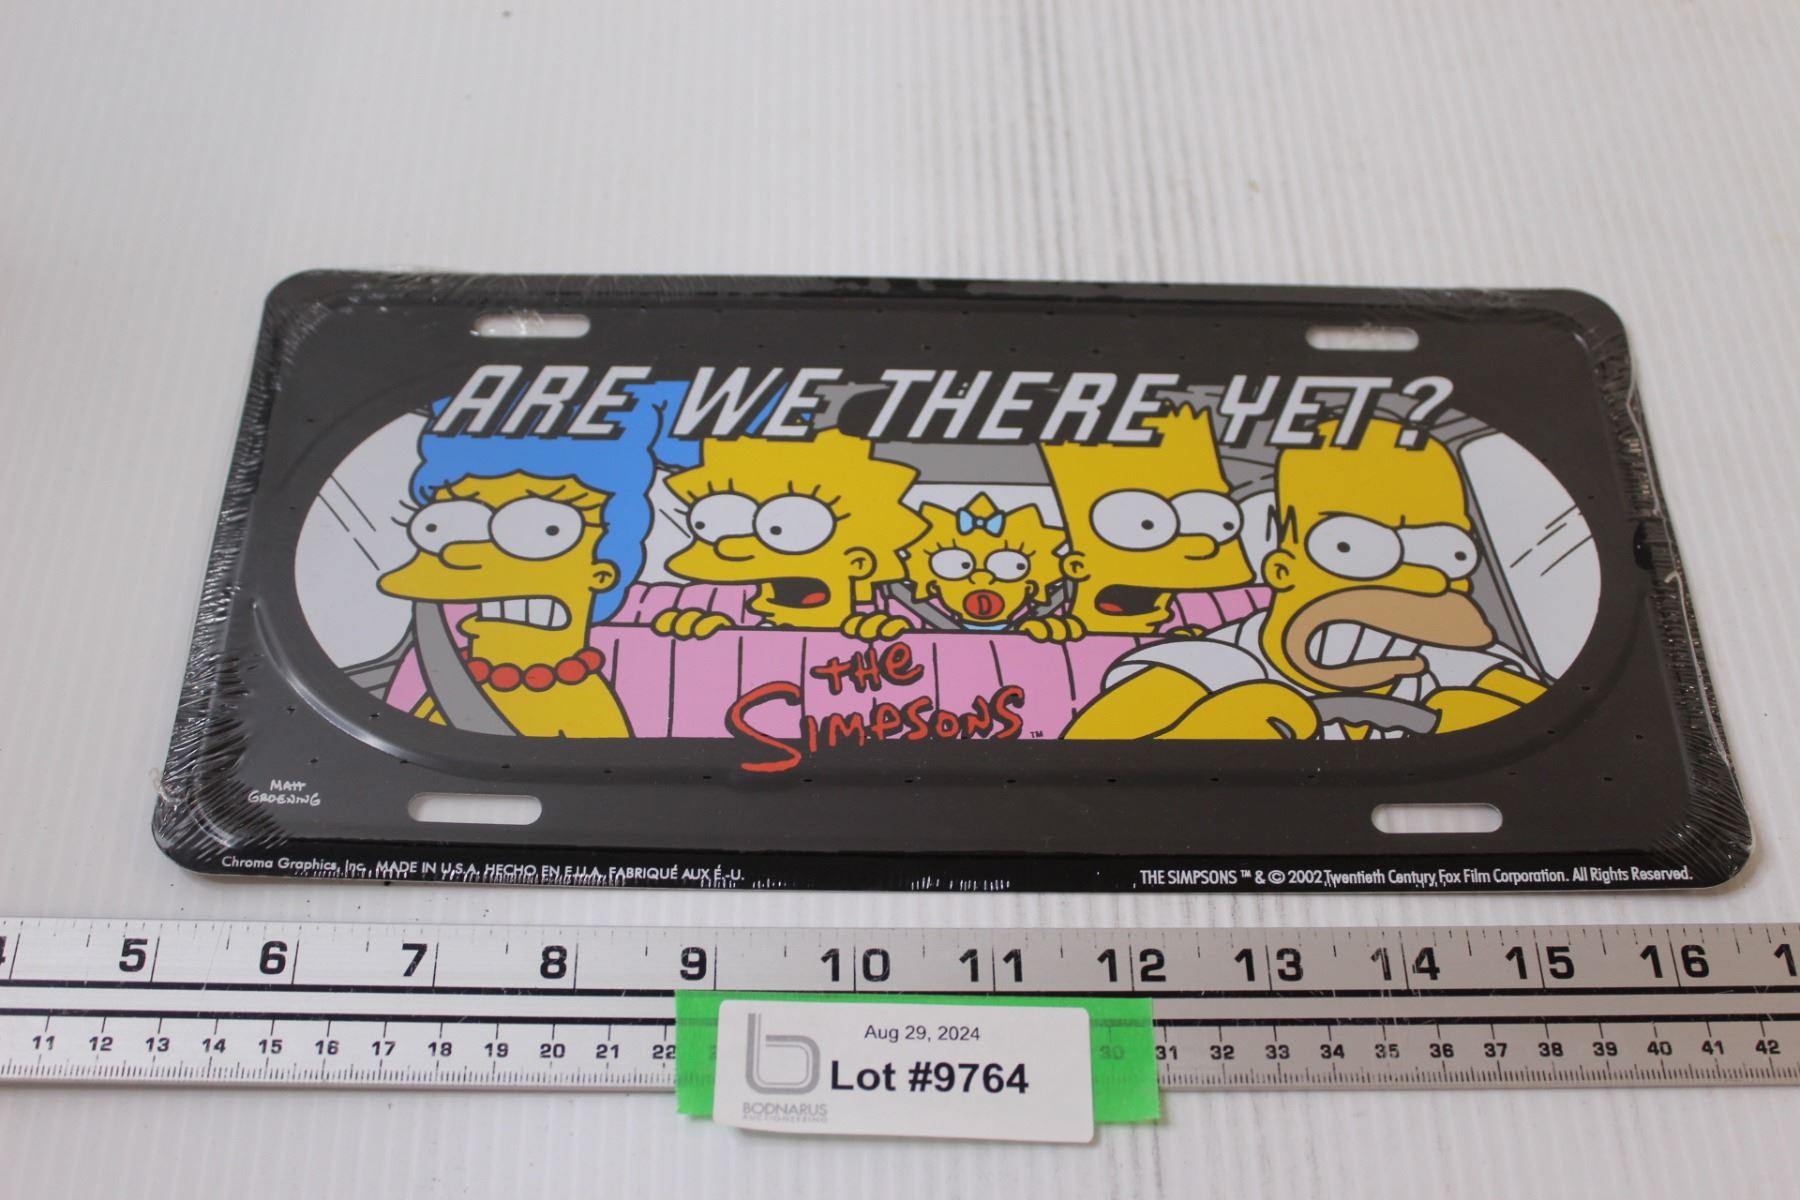 ARE WE THERE YET?
D
THE
SIMPSONS TM
MATT
GROENING
Chroma Graphics, Inc. MADE IN U.S.A. HECHO EN E.U.A. FABRIQUÉ AUX É.-U.
THE SIMPSONS ™ & © 2002 Twentieth Century Fox Film Corporation. All Rights Reserved.
5 6 7 8 9 10 11 12 13 14 15 16
11 12 13 14 15 16 17 18 19 20 21 22 30 31 32 33 34 35 36 37 38 39 40 41 42
Aug 29, 2024
Lot #9764
b
BODNARUS
AUCTIONEERING